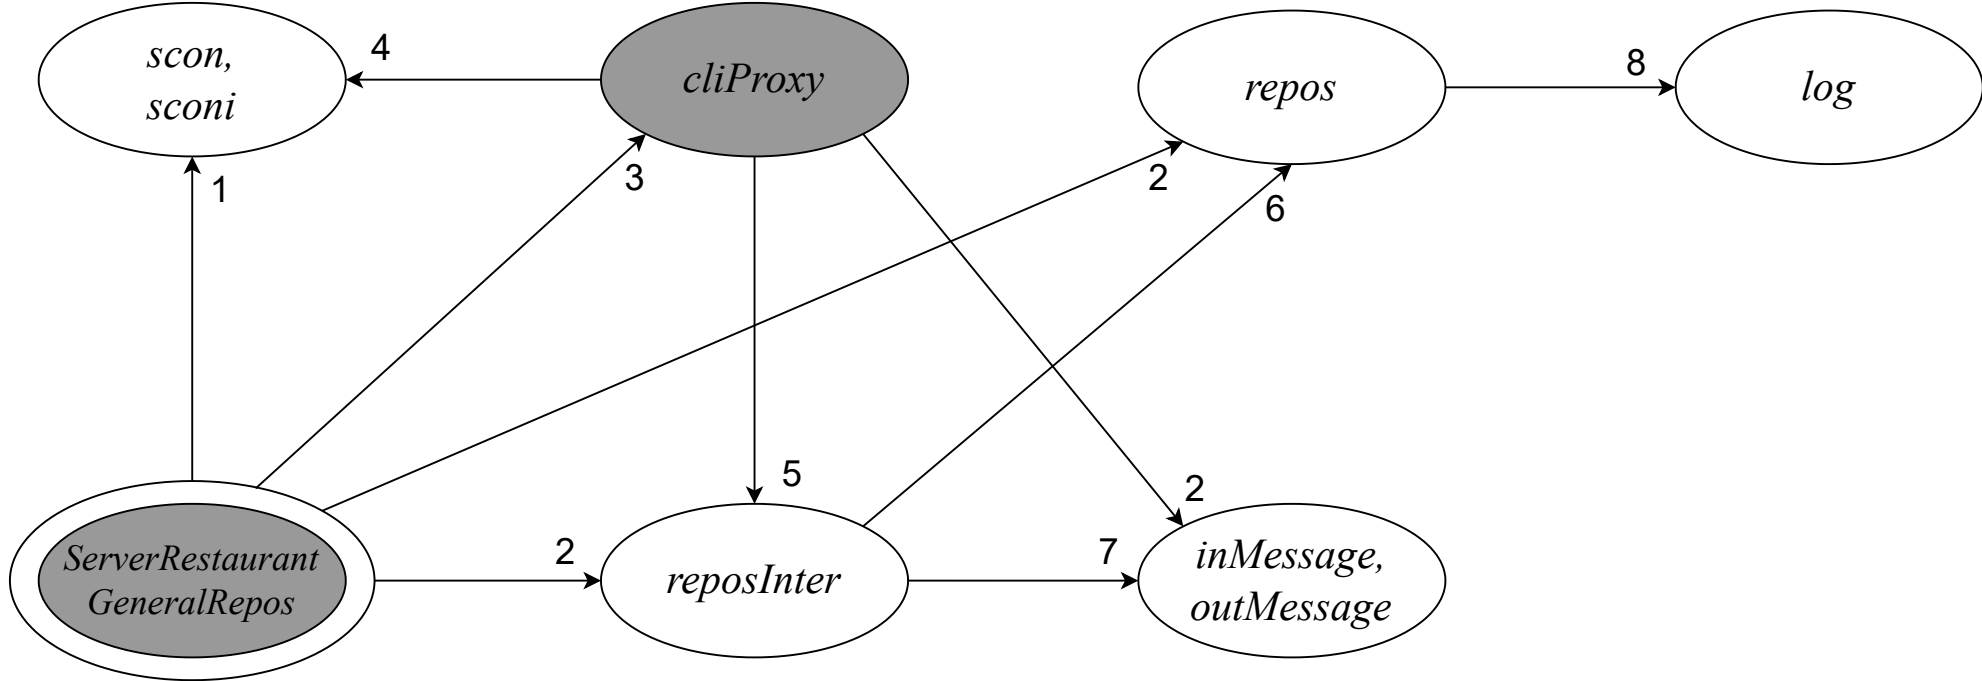 scon,
sconi
4
cliProxy
repos
8
log
1
3
2
6
5
2
ServerRestaurant
GeneralRepos
2
reposInter
7
inMessage,
outMessage